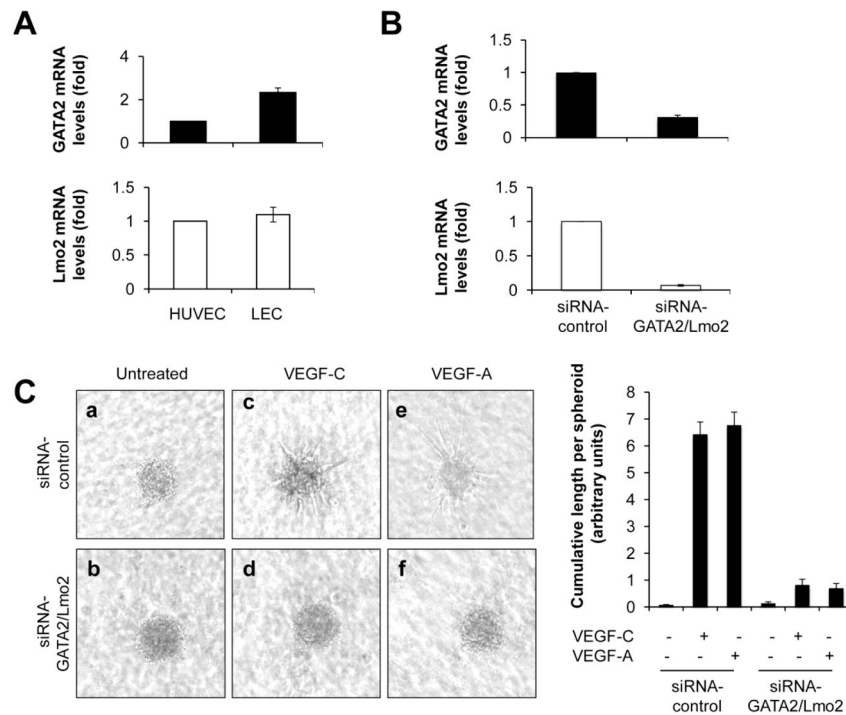 A
GATA2 mRNA
levels (fold)
4
2
0
Lmo2 mRNA
levels (fold)
1.5
1
0.5
0
HUVEC LEC
B
GATA2 mRNA
levels (fold)
1.5
1
0.5
0
Lmo2 mRNA
levels (fold)
1.5
1
0.5
0
siRNA-
control
siRNA-
GATA2/Lmo2
C
Untreated VEGF-C VEGF-A
siRNA-
control
a c e
siRNA-
GATA2/Lmo2
b d f
Cumulative length per spheroid
(arbitrary units)
8
7
6
5
4
3
2
1
0
VEGF-C - + - - + -
VEGF-A - - + - - +
siRNA-
control
siRNA-
GATA2/Lmo2